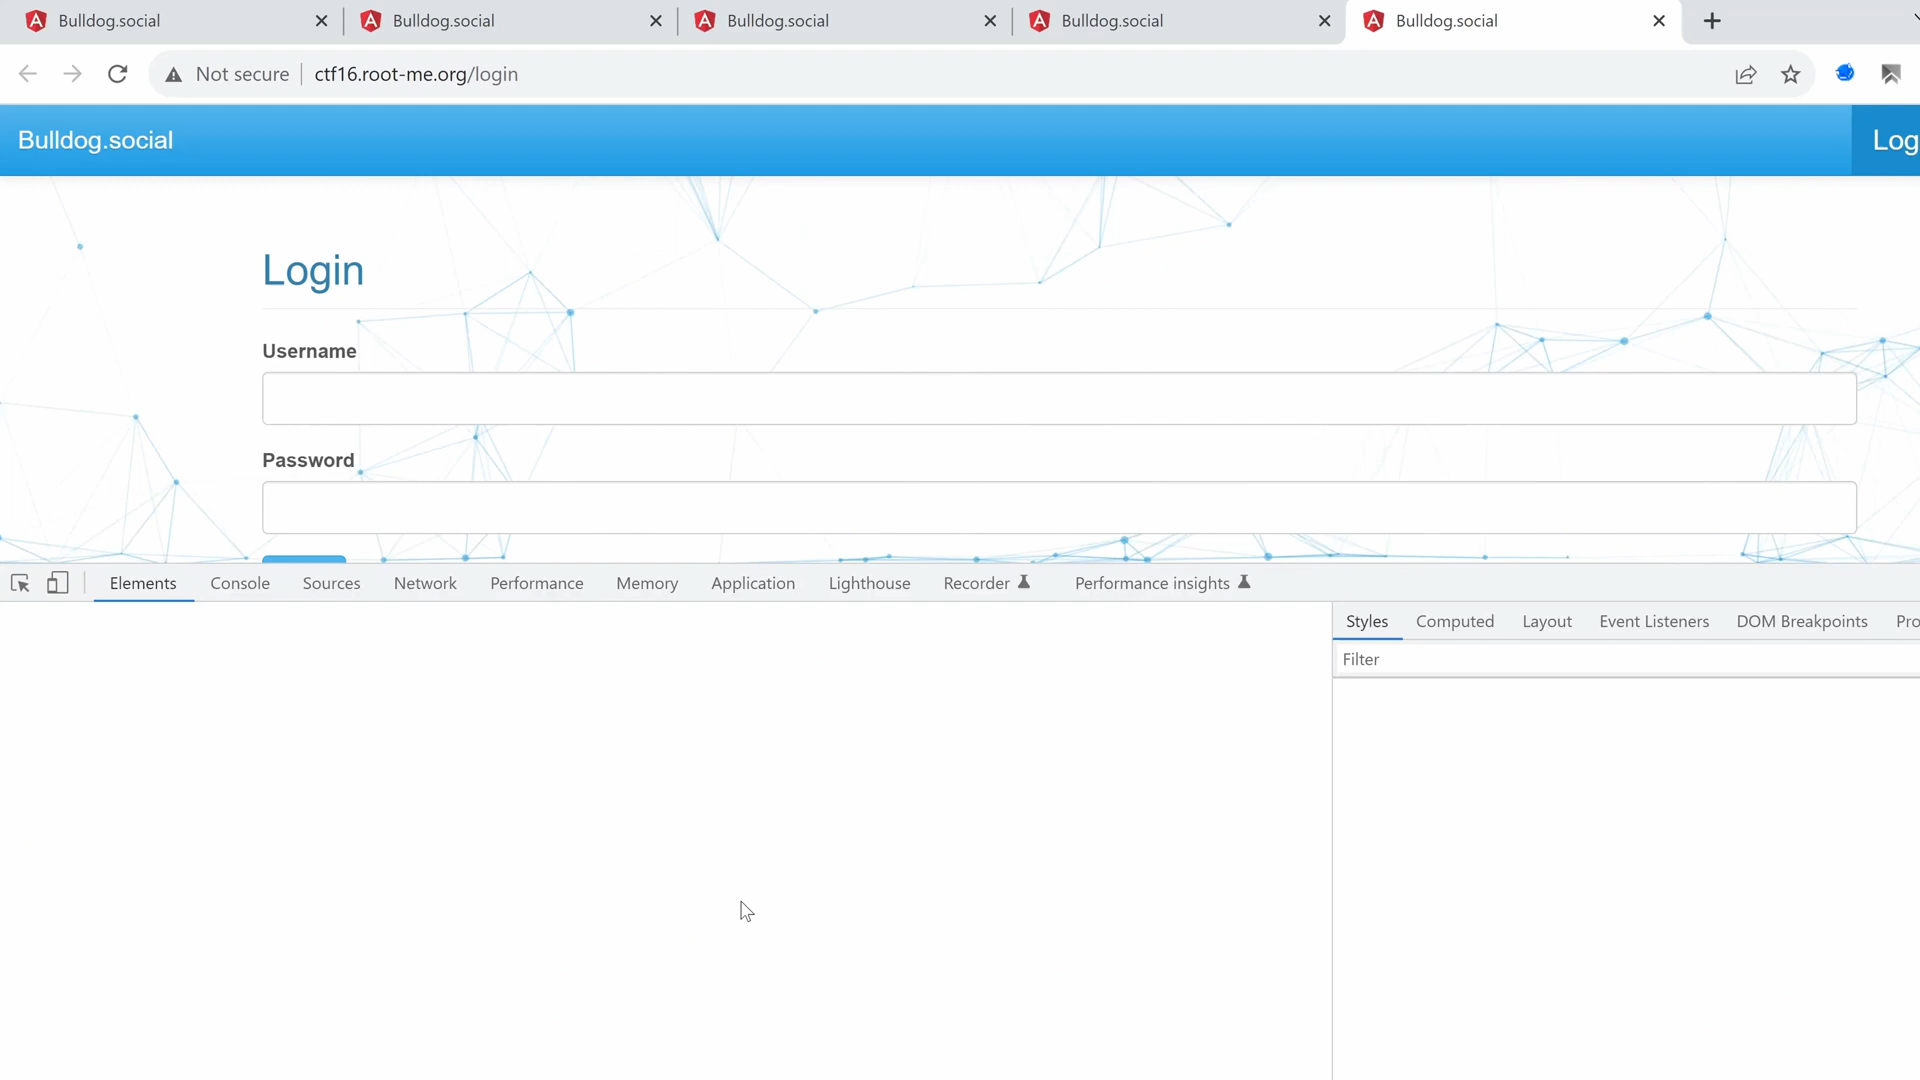 Bulldog.social Bulldog.social Bulldog.social Bulldog.social Bulldog.social
Not secure ctf16.root-me.org/login
Bulldog.social Log
Login
Username
Password
Elements Console Sources Network Performance Memory Application Lighthouse Recorder Performance insights
Styles Computed Layout Event Listeners DOM Breakpoints Pro
Filter